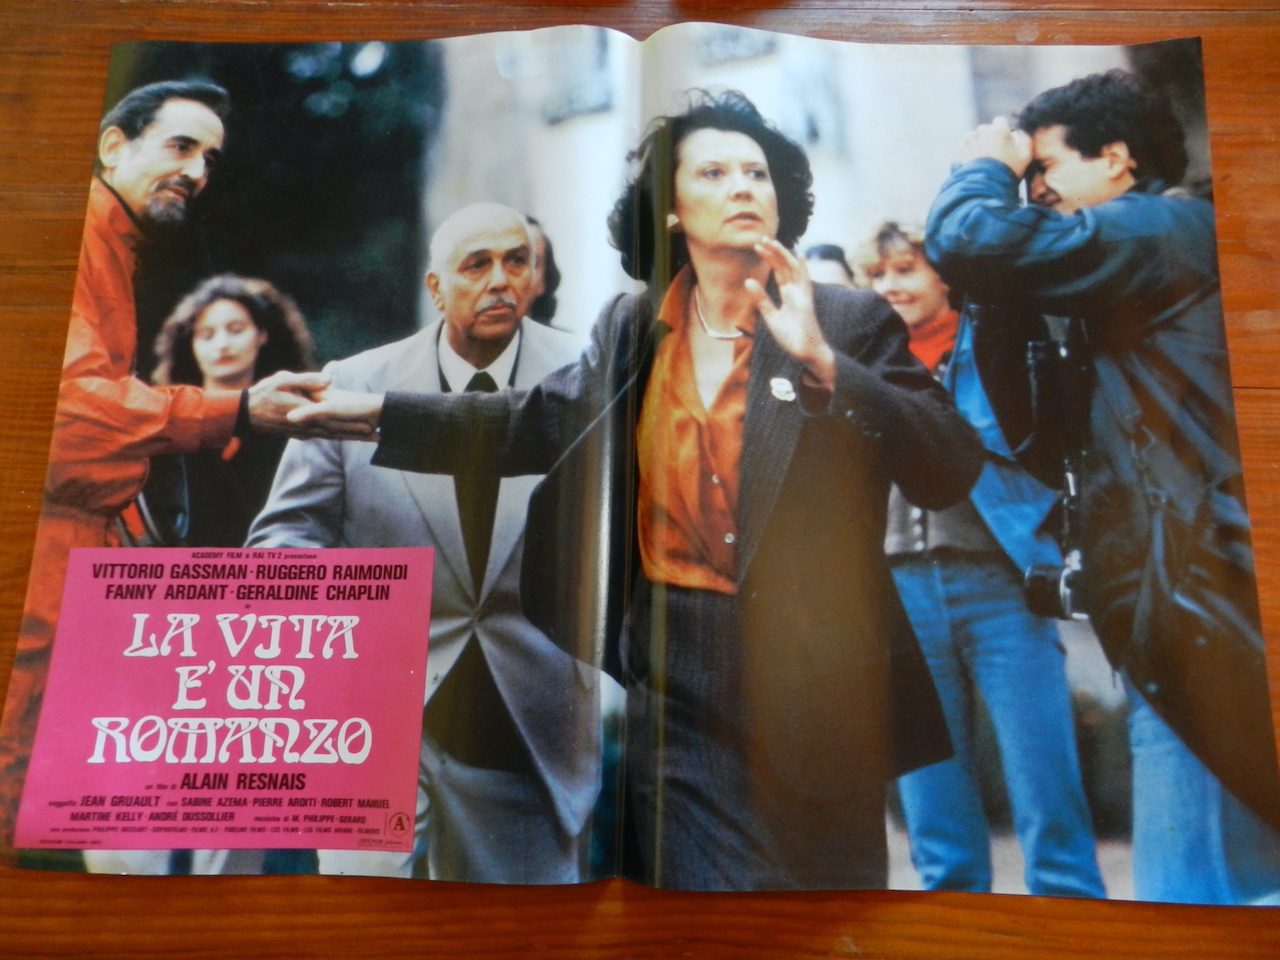 ACADEMY FILM e RAI TV 2 presentano
VITTORIO GASSMAN · RUGGERO RAIMONDI
FANNY ARDANT · GERALDINE CHAPLIN
in
LA VITA
E' UN
ROMANZO
un film di ALAIN RESNAIS
soggetto JEAN GRUAULT con SABINE AZEMA · PIERRE ARDITI · ROBERT MANUEL
MARTINE KELLY · ANDRÉ DUSSOLLIER musiche di M. PHILIPPE · GERARD
A